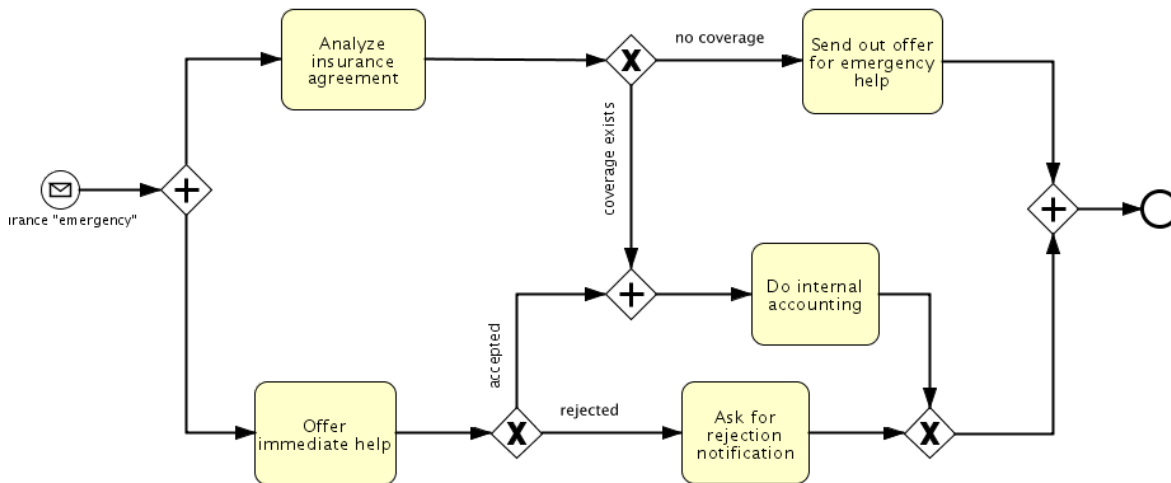 Analyze
insurance
agreement
no coverage
Send out offer
for emergency
help
coverage exists
urance "emergency"
Do internal
accounting
accepted
Offer
immediate help
rejected
Ask for
rejection
notification